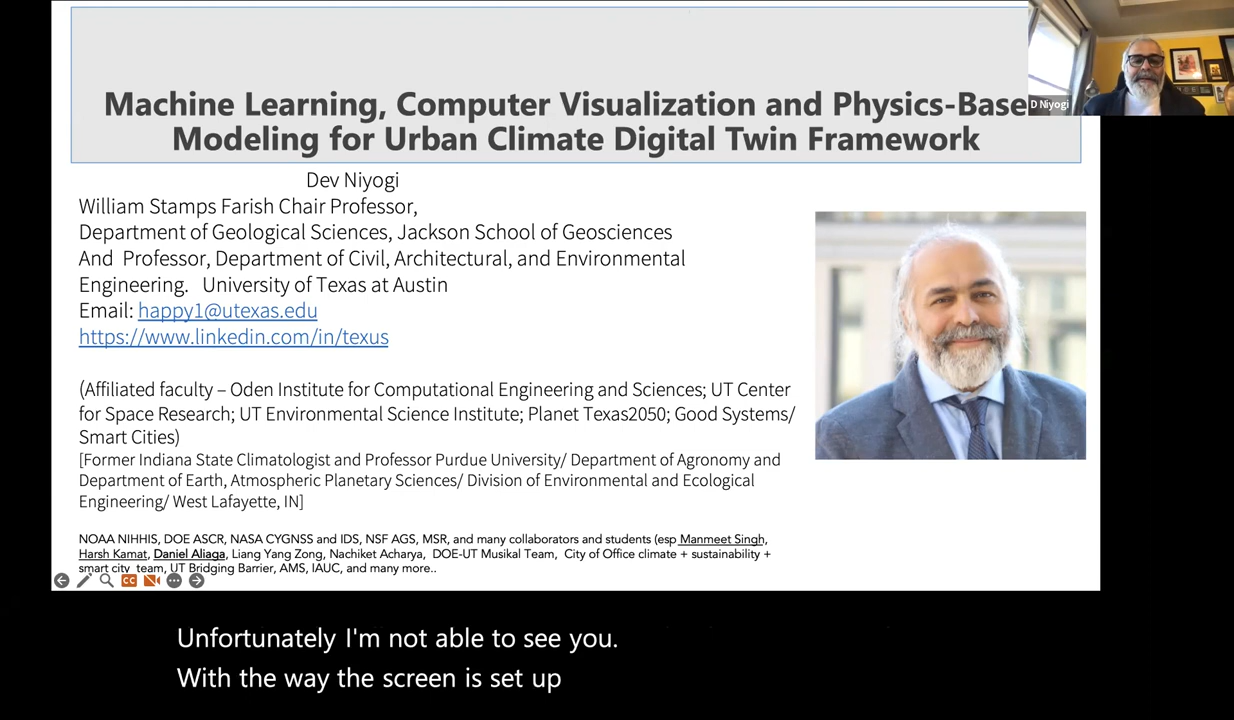 Machine Learning, Computer Visualization and Physics-Base
Modeling for Urban Climate Digital Twin Framework
D Niyogi
Dev Niyogi
William Stamps Farish Chair Professor,
Department of Geological Sciences, Jackson School of Geosciences
And Professor, Department of Civil, Architectural, and Environmental
Engineering. University of Texas at Austin
Email: happy1@utexas.edu
https://www.linkedin.com/in/texus
(Affiliated faculty – Oden Institute for Computational Engineering and Sciences; UT Center
for Space Research; UT Environmental Science Institute; Planet Texas2050; Good Systems/
Smart Cities)
[Former Indiana State Climatologist and Professor Purdue University/ Department of Agronomy and
Department of Earth, Atmospheric Planetary Sciences/ Division of Environmental and Ecological
Engineering/ West Lafayette, IN]
NOAA NIHHIS, DOE ASCR, NASA CYGNSS and IDS, NSF AGS, MSR, and many collaborators and students (esp Manmeet Singh,
Harsh Kamat, Daniel Aliaga, Liang Yang Zong, Nachiket Acharya, DOE-UT Musikal Team, City of Office climate + sustainability +
smart city team, UT Bridging Barrier, AMS, IAUC, and many more..
CC
Unfortunately I'm not able to see you.
With the way the screen is set up